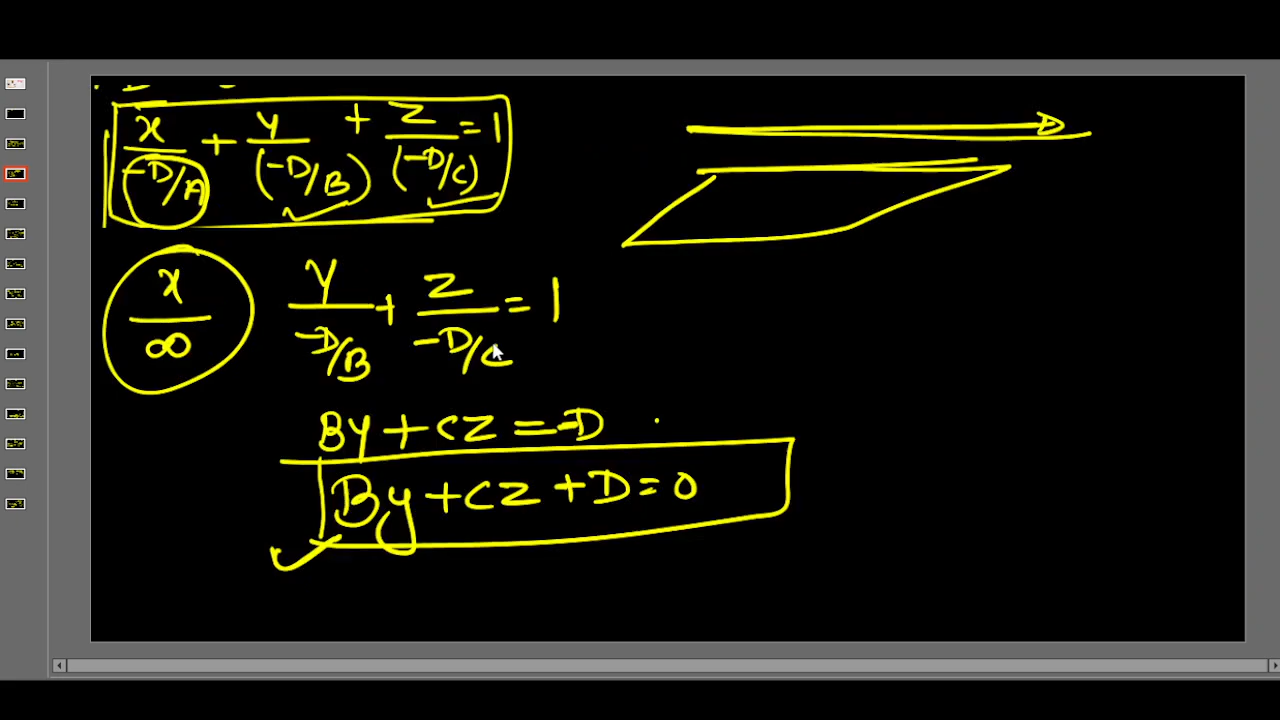 x/(-D/A) + y/(-D/B) + z/(-D/C) = 1
x/∞ y/(-D/B) + z/(-D/C) = 1
By + Cz = -D
By + Cz + D = 0